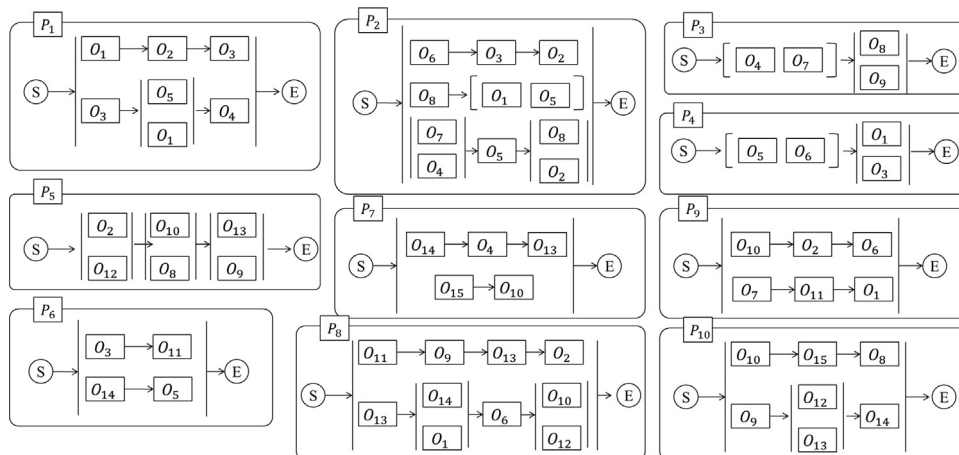 P₁
O₁ O₂ O₃
S E
O₅
O₃ O₄
O₁
P₂
O₆ O₃ O₂
O₈ O₁ O₅
S E
O₇ O₈
O₅
O₄ O₂
P₃
O₈
S O₄ O₇ E
O₉
P₄
O₁
S O₅ O₆ E
O₃
P₅
O₂ O₁₀ O₁₃
S E
O₁₂ O₈ O₉
P₇
O₁₄ O₄ O₁₃
S E
O₁₅ O₁₀
P₉
O₁₀ O₂ O₆
S E
O₇ O₁₁ O₁
P₆
O₃ O₁₁
S E
O₁₄ O₅
P₈
O₁₁ O₉ O₁₃ O₂
S E
O₁₄ O₁₀
O₁₃ O₆
O₁ O₁₂
P₁₀
O₁₀ O₁₅ O₈
S E
O₁₂
O₉ O₁₄
O₁₃